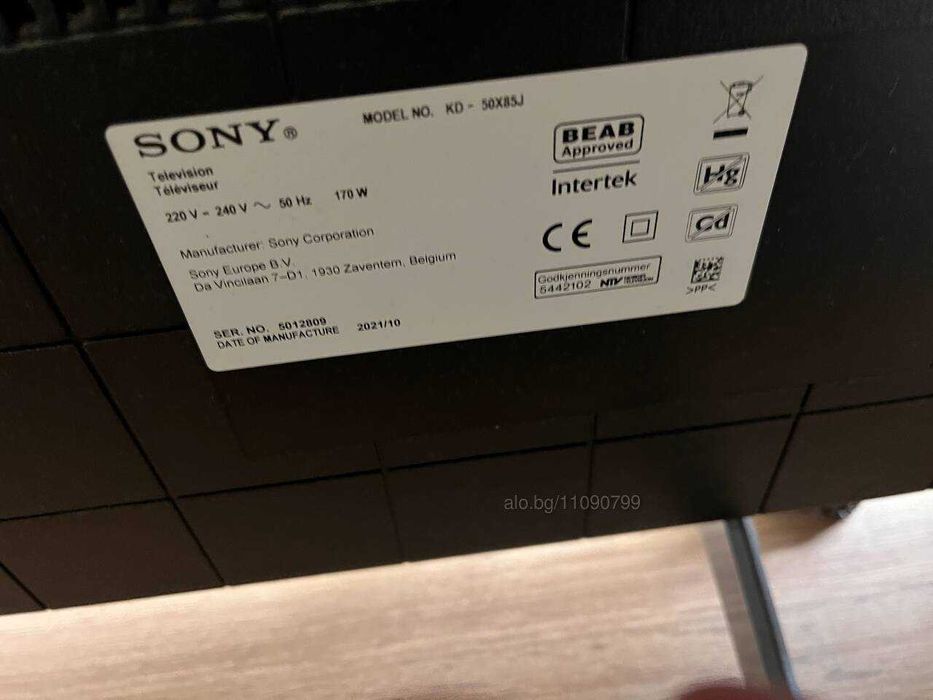 SONY®
MODEL NO. KD - 50X85J
Television
Téléviseur
220 V - 240 V ~ 50 Hz 170 W
Manufacturer: Sony Corporation
Sony Europe B.V.
Da Vincilaan 7-D1, 1930 Zaventem, Belgium
SER. NO. 5012809
DATE OF MANUFACTURE 2021/10
BEAB
Approved
Intertek
CE
Godkjenningsnummer
5442102 NTV
Hg
Cd
>PP<
alo.bg/11090799